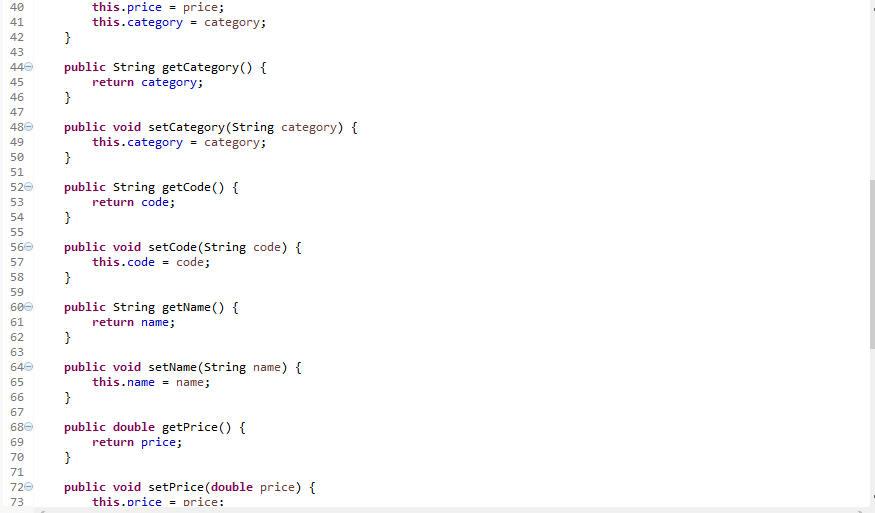 40 this.price = price;
41 this.category = category;
42 }
43
44 public String getCategory() {
45 return category;
46 }
47
48 public void setCategory(String category) {
49 this.category = category;
50 }
51
52 public String getCode() {
53 return code;
54 }
55
56 public void setCode(String code) {
57 this.code = code;
58 }
59
60 public String getName() {
61 return name;
62 }
63
64 public void setName(String name) {
65 this.name = name;
66 }
67
68 public double getPrice() {
69 return price;
70 }
71
72 public void setPrice(double price) {
73 this.price = price;